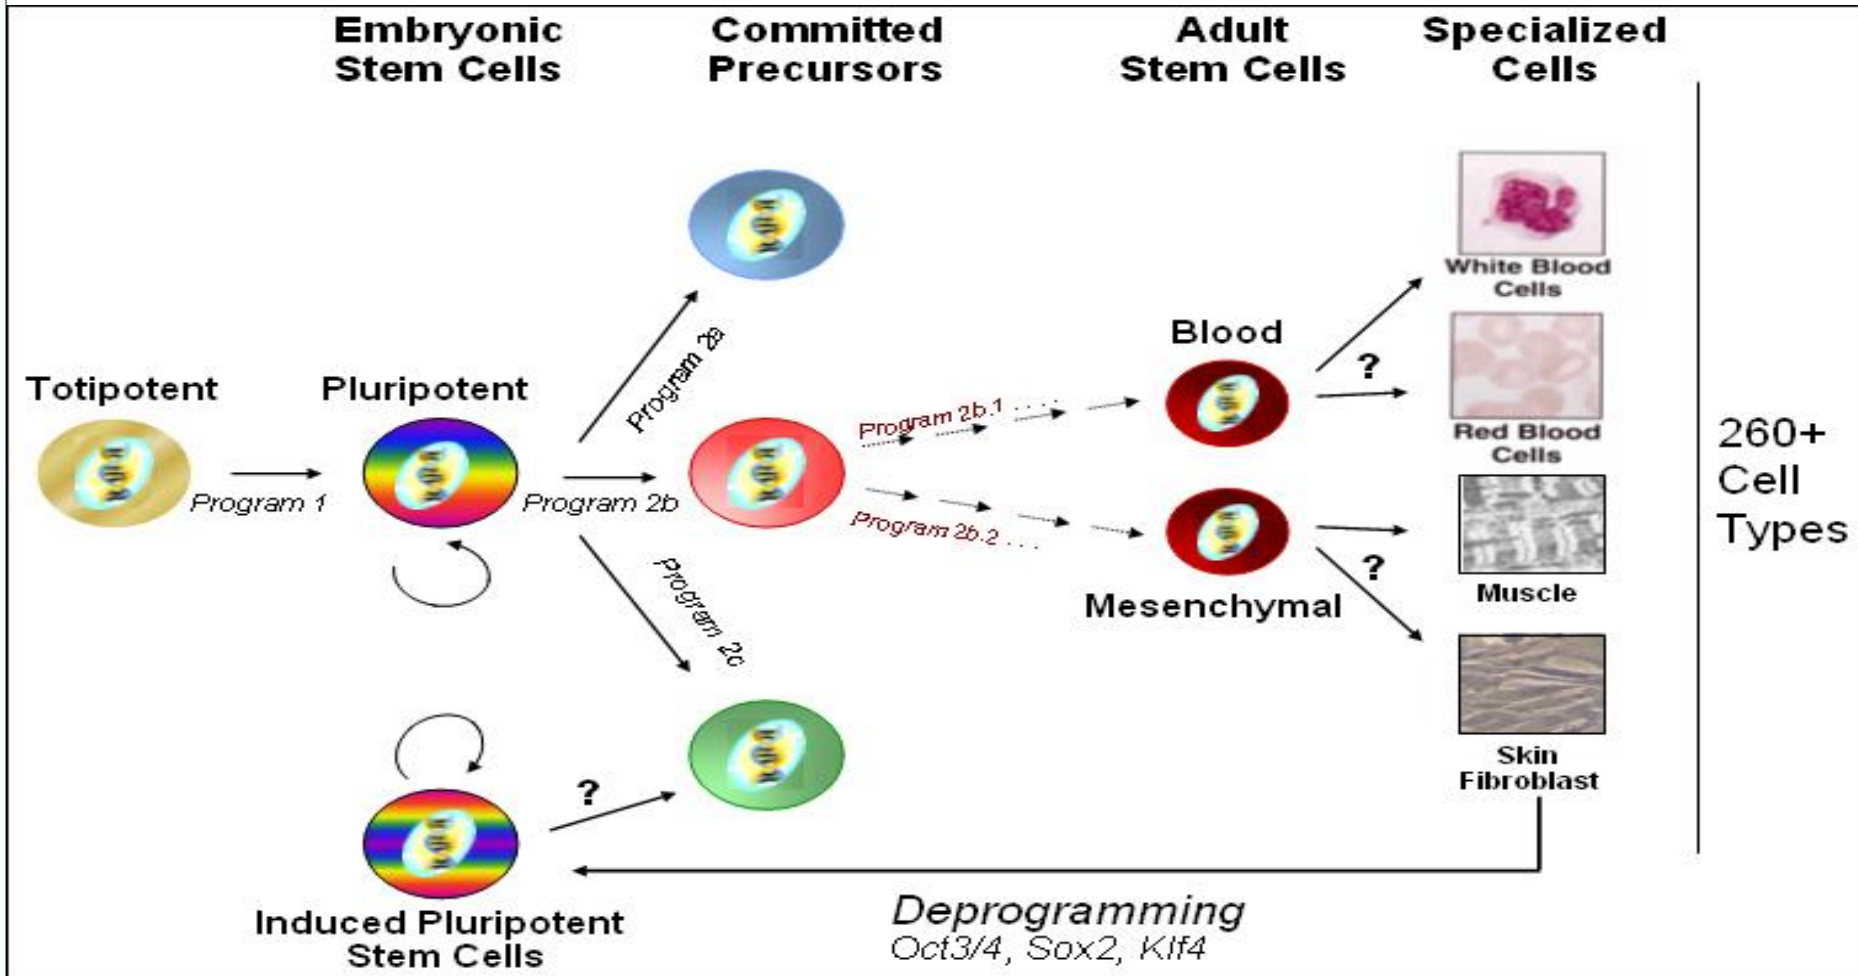 Embryonic
Stem Cells
Committed
Precursors
Adult
Stem Cells
Specialized
Cells
White Blood
Cells
Program 2a
Blood
?
Totipotent
Pluripotent
Program 2b.1 . . . .
Red Blood
Cells
260+
Cell
Types
Program 1
Program 2b
Program 2b.2 . . .
?
Muscle
Mesenchymal
Program 2c
Skin
Fibroblast
?
Induced Pluripotent
Stem Cells
Deprogramming
Oct3/4, Sox2, Klf4